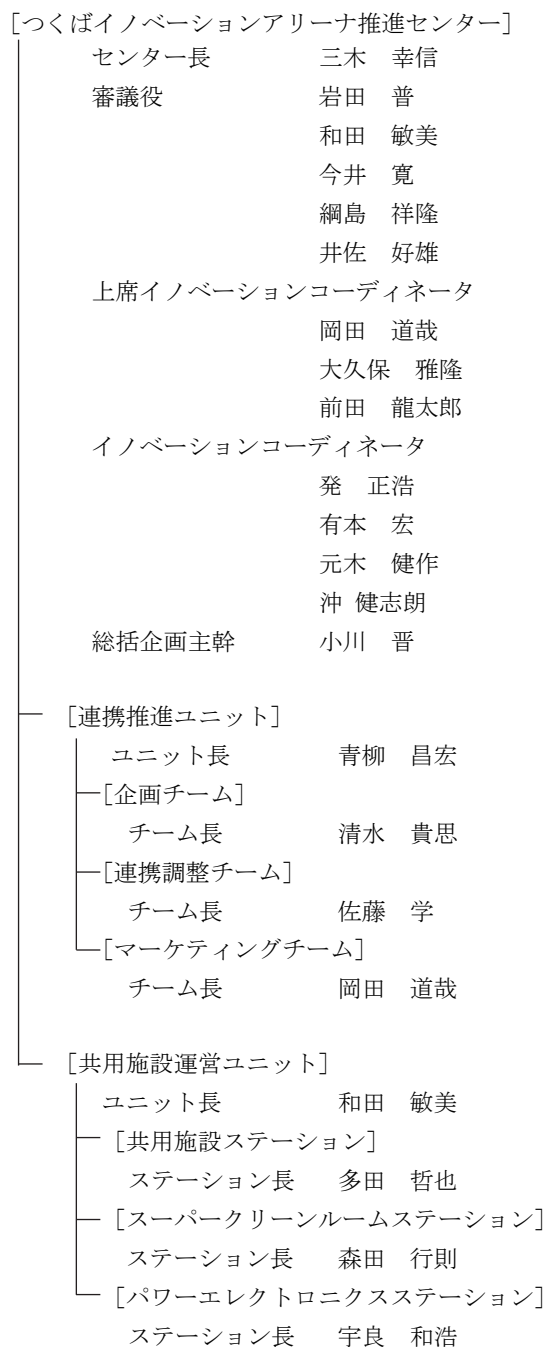 ［つくばイノベーションアリーナ推進センター］
センター長　三木　幸信
審議役　岩田　普
和田　敏美
今井　寛
綱島　祥隆
井佐　好雄
上席イノベーションコーディネータ
岡田　道哉
大久保　雅隆
前田　龍太郎
イノベーションコーディネータ
発　正浩
有本　宏
元木　健作
沖 健志朗
総括企画主幹　小川　晋
［連携推進ユニット］
ユニット長　青柳　昌宏
［企画チーム］
チーム長　清水　貴思
［連携調整チーム］
チーム長　佐藤　学
［マーケティングチーム］
チーム長　岡田　道哉
［共用施設運営ユニット］
ユニット長　和田　敏美
［共用施設ステーション］
ステーション長　多田　哲也
［スーパークリーンルームステーション］
ステーション長　森田　行則
［パワーエレクトロニクスステーション］
ステーション長　宇良　和浩